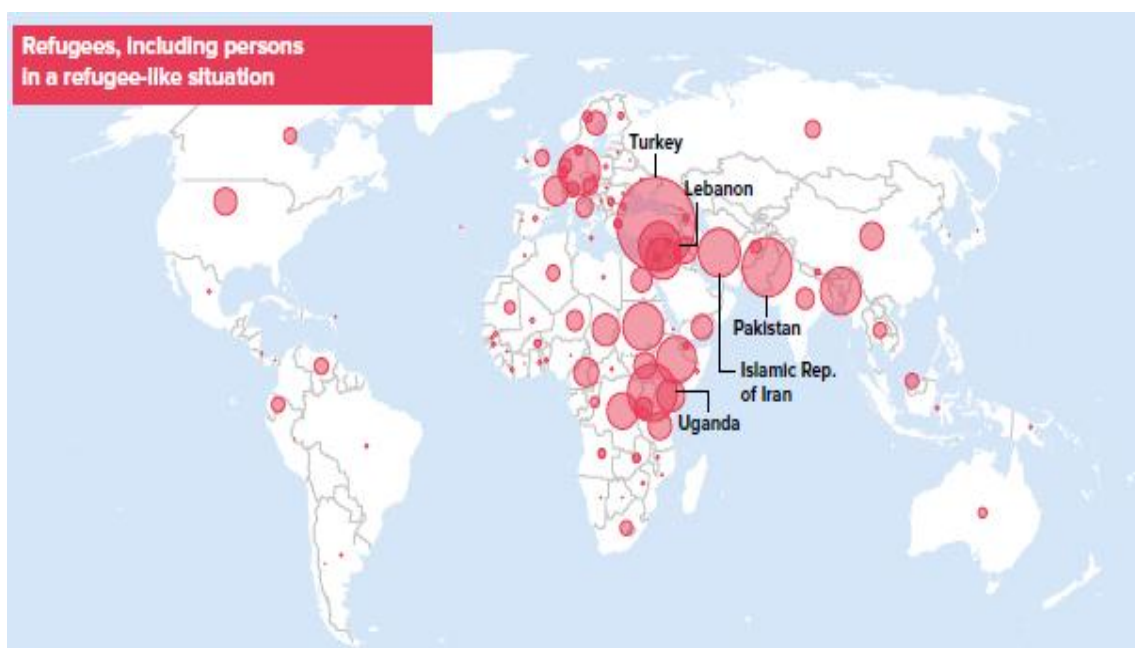 Refugees, including persons
in a refugee-like situation
Turkey
Lebanon
Pakistan
Islamic Rep.
of Iran
Uganda